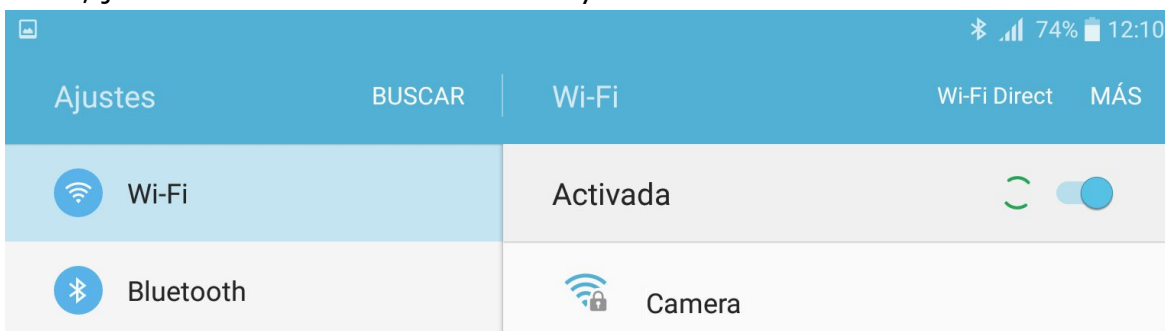 74% 12:10
Ajustes BUSCAR Wi-Fi Wi-Fi Direct MÁS
Wi-Fi Activada
Bluetooth Camera